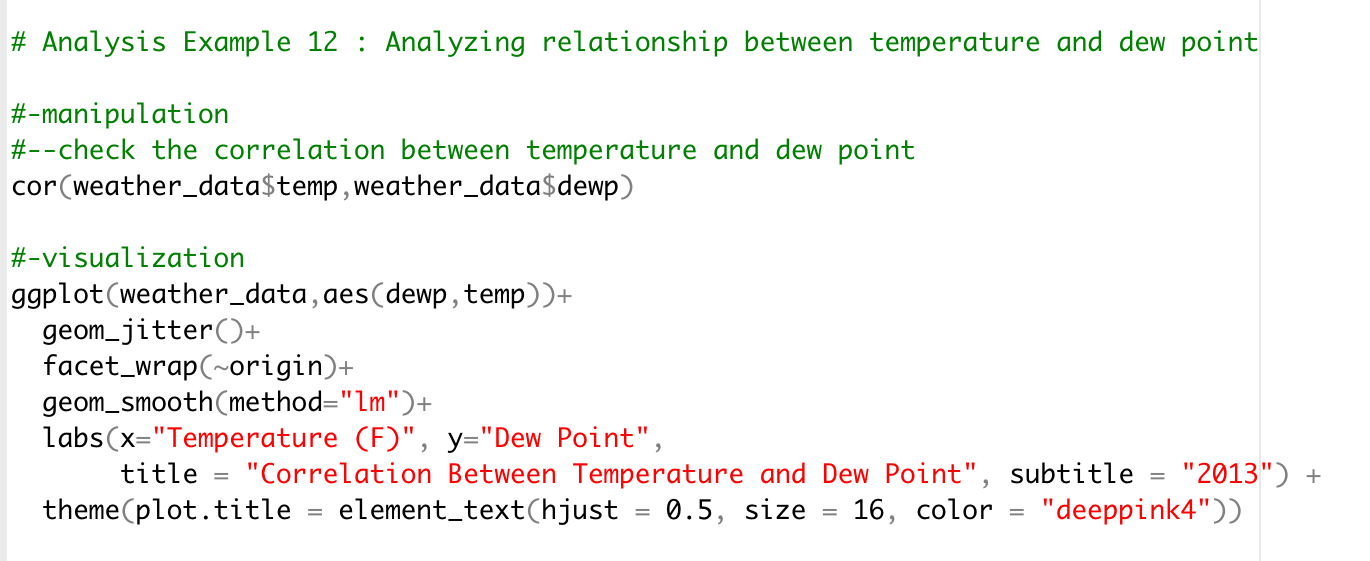 # Analysis Example 12 : Analyzing relationship between temperature and dew point
#-manipulation
#--check the correlation between temperature and dew point
cor(weather_data$temp,weather_data$dewp)
#-visualization
ggplot(weather_data,aes(dewp,temp))+
  geom_jitter()+
  facet_wrap(~origin)+
  geom_smooth(method="lm")+
  labs(x="Temperature (F)", y="Dew Point",
       title = "Correlation Between Temperature and Dew Point", subtitle = "2013") +
  theme(plot.title = element_text(hjust = 0.5, size = 16, color = "deeppink4"))